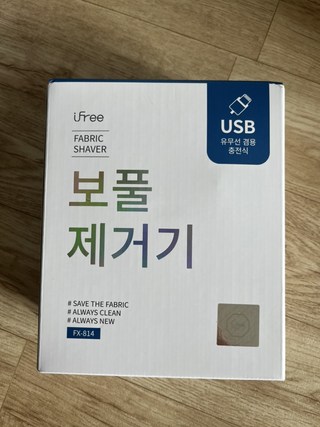 iFree
FABRIC
SHAVER
USB
유무선 겸용
충전식
보풀
제거기
# SAVE THE FABRIC
# ALWAYS CLEAN
# ALWAYS NEW
FX-814